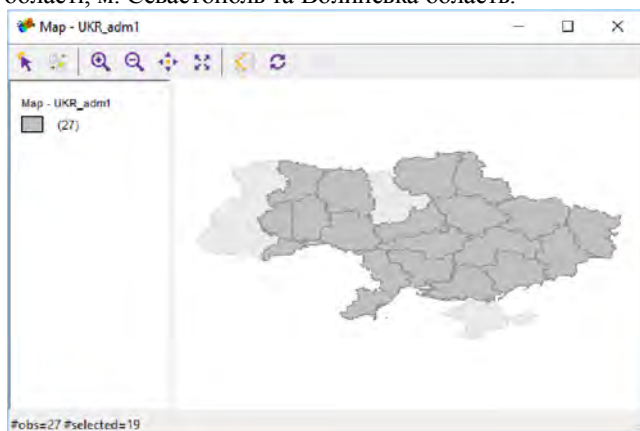 області, м. Севастополь та Волинська область.
Map - UKR_adm1
Map - UKR_adm1
(27)
#obs=27 #selected=19